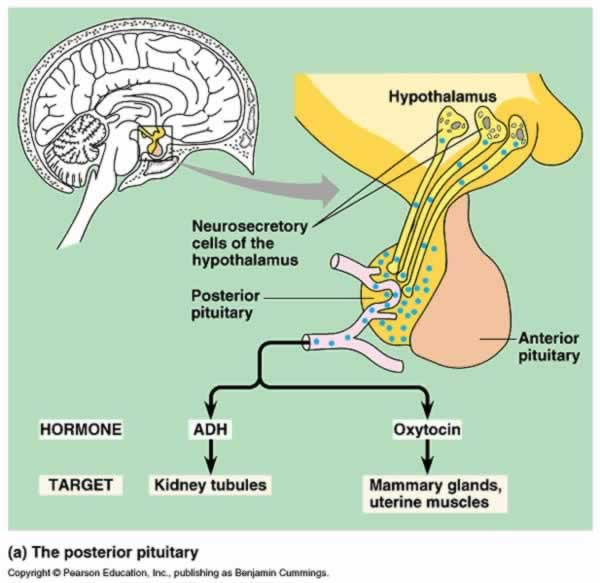 Hypothalamus
Neurosecretory
cells of the
hypothalamus
Posterior
pituitary
Anterior
pituitary
HORMONE ADH Oxytocin
TARGET Kidney tubules Mammary glands,
uterine muscles
(a) The posterior pituitary
Copyright © Pearson Education, Inc., publishing as Benjamin Cummings.